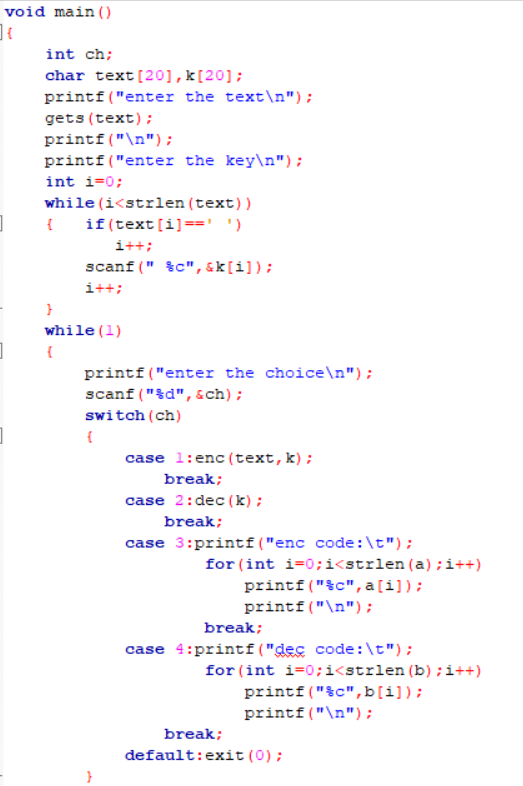 void main()
{
    int ch;
    char text[20],k[20];
    printf("enter the text\n");
    gets(text);
    printf("\n");
    printf("enter the key\n");
    int i=0;
    while(i<strlen(text))
    {   if(text[i]==' ')
           i++;
        scanf(" %c",&k[i]);
        i++;
    }
    while(1)
    {
        printf("enter the choice\n");
        scanf("%d",&ch);
        switch(ch)
        {
            case 1:enc(text,k);
                break;
            case 2:dec(k);
                break;
            case 3:printf("enc code:\t");
                    for(int i=0;i<strlen(a);i++)
                        printf("%c",a[i]);
                        printf("\n");
                    break;
            case 4:printf("dec code:\t");
                    for(int i=0;i<strlen(b);i++)
                        printf("%c",b[i]);
                        printf("\n");
                break;
            default:exit(0);
        }